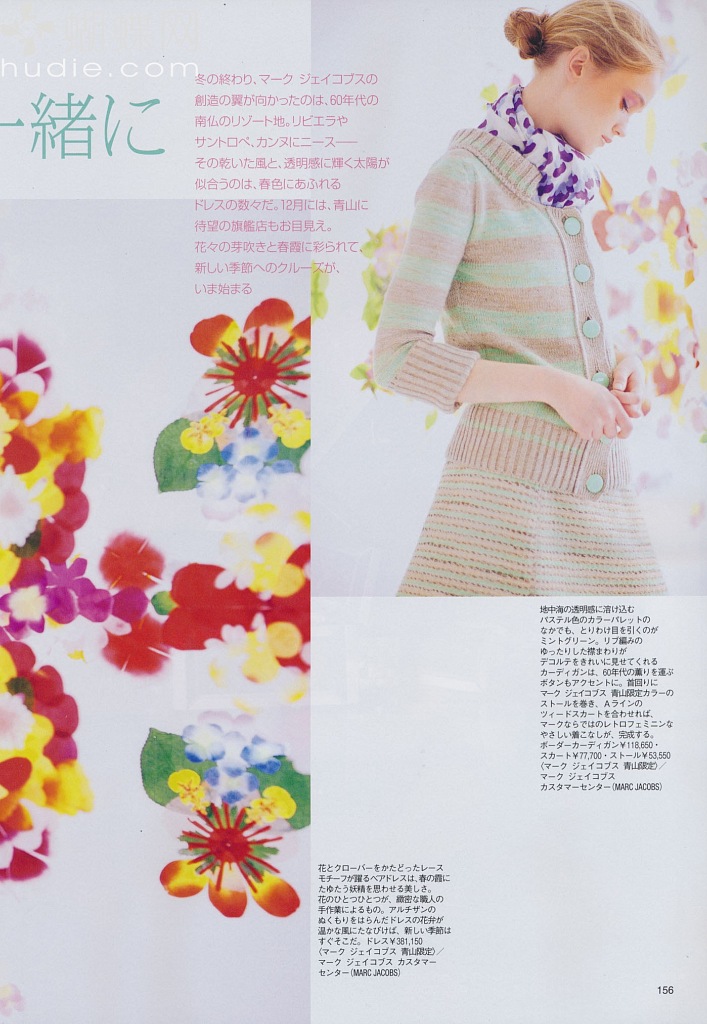 hudie.com
一緒に
冬の終わり、マーク ジェイコブスの
創造の翼が向かったのは、60年代の
南仏のリゾート地。リビエラや
サントロペ、カンヌにニース——
その乾いた風と、透明感に輝く太陽が
似合うのは、春色にあふれる
ドレスの数々だ。12月には、青山に
待望の旗艦店もお目見え。
花々の芽吹きと春霞に彩られて、
新しい季節へのクルーズが、
いま始まる
地中海の透明感に溶け込む
パステル色のカラーパレットの
なかでも、とりわけ目を引くのが
ミントグリーン。リブ編みの
ゆったりした襟まわりが
デコルテをきれいに見せてくれる
カーディガンは、60年代の薫りを運ぶ
ボタンもアクセントに。首回りに
マーク ジェイコブス 青山限定カラーの
ストールを巻き、Aラインの
ツィードスカートを合わせれば、
マークならではのレトロフェミニンな
やさしい着こなしが、完成する。
ボーダーカーディガン¥118,650・
スカート¥77,700・ストール¥53,550
(マーク ジェイコブス 青山限定)/
マーク ジェイコブス
カスタマーセンター(MARC JACOBS)
花とクローバーをかたどったレース
モチーフが躍るベアドレスは、春の霞に
たゆたう妖精を思わせる美しさ。
花のひとつひとつが、緻密な職人の
手作業によるもの。アルチザンの
ぬくもりをはらんだドレスの花弁が
温かな風にたなびけば、新しい季節は
すぐそこだ。ドレス¥381,150
(マーク ジェイコブス 青山限定)/
マーク ジェイコブス カスタマー
センター(MARC JACOBS)
156